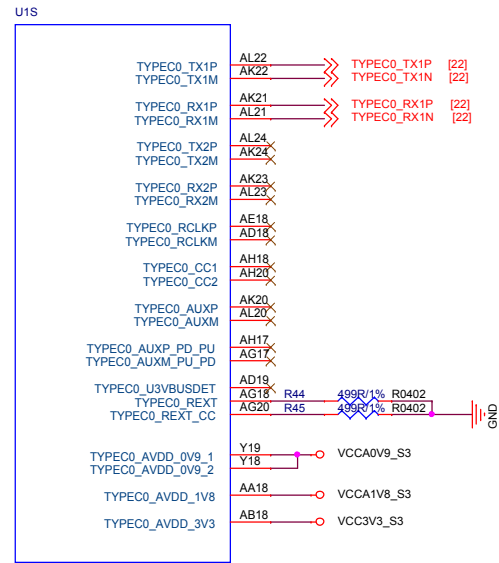 U1S
TYPEC0_TX1P AL22 TYPEC0_TX1P [22]
TYPEC0_TX1M AK22 TYPEC0_TX1N [22]
TYPEC0_RX1P AK21 TYPEC0_RX1P [22]
TYPEC0_RX1M AL21 TYPEC0_RX1N [22]
TYPEC0_TX2P AL24
TYPEC0_TX2M AK24
TYPEC0_RX2P AK23
TYPEC0_RX2M AL23
TYPEC0_RCLKP AE18
TYPEC0_RCLKM AD18
TYPEC0_CC1 AH18
TYPEC0_CC2 AH20
TYPEC0_AUXP AK20
TYPEC0_AUXM AL20
TYPEC0_AUXP_PD_PU AH17
TYPEC0_AUXM_PU_PD AG17
TYPEC0_U3VBUSDET AD19
TYPEC0_REXT AG18 R44 499R/1% R0402
TYPEC0_REXT_CC AG20 R45 499R/1% R0402
GND
TYPEC0_AVDD_0V9_1 Y19 VCCA0V9_S3
TYPEC0_AVDD_0V9_2 Y18
TYPEC0_AVDD_1V8 AA18 VCCA1V8_S3
TYPEC0_AVDD_3V3 AB18 VCC3V3_S3